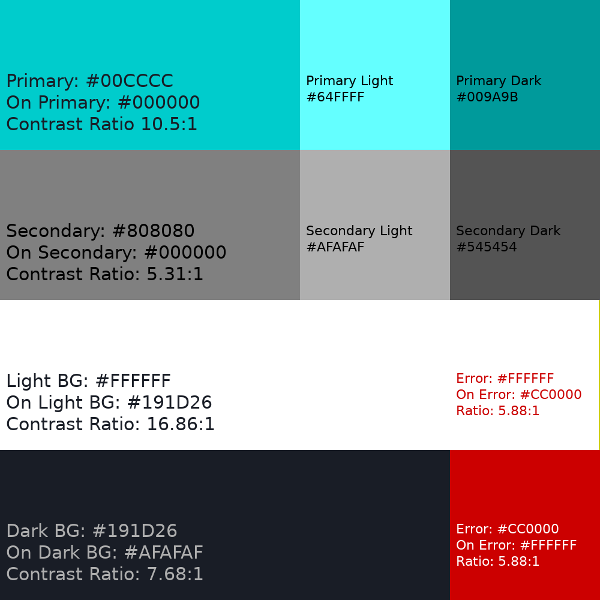 Primary: #00CCCC
On Primary: #000000
Contrast Ratio 10.5:1
Primary Light
#64FFFF
Primary Dark
#009A9B
Secondary: #808080
On Secondary: #000000
Contrast Ratio: 5.31:1
Secondary Light
#AFAFAF
Secondary Dark
#545454
Light BG: #FFFFFF
On Light BG: #191D26
Contrast Ratio: 16.86:1
Error: #FFFFFF
On Error: #CC0000
Ratio: 5.88:1
Dark BG: #191D26
On Dark BG: #AFAFAF
Contrast Ratio: 7.68:1
Error: #CC0000
On Error: #FFFFFF
Ratio: 5.88:1